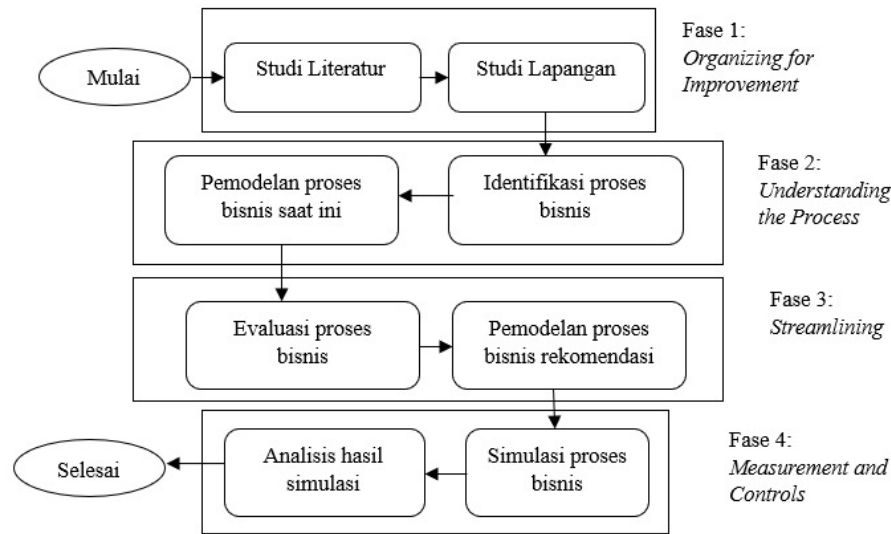 Mulai
Studi Literatur
Studi Lapangan
Fase 1:
Organizing for
Improvement
Pemodelan proses
bisnis saat ini
Identifikasi proses
bisnis
Fase 2:
Understanding
the Process
Evaluasi proses
bisnis
Pemodelan proses
bisnis rekomendasi
Fase 3:
Streamlining
Selesai
Analisis hasil
simulasi
Simulasi proses
bisnis
Fase 4:
Measurement and
Controls